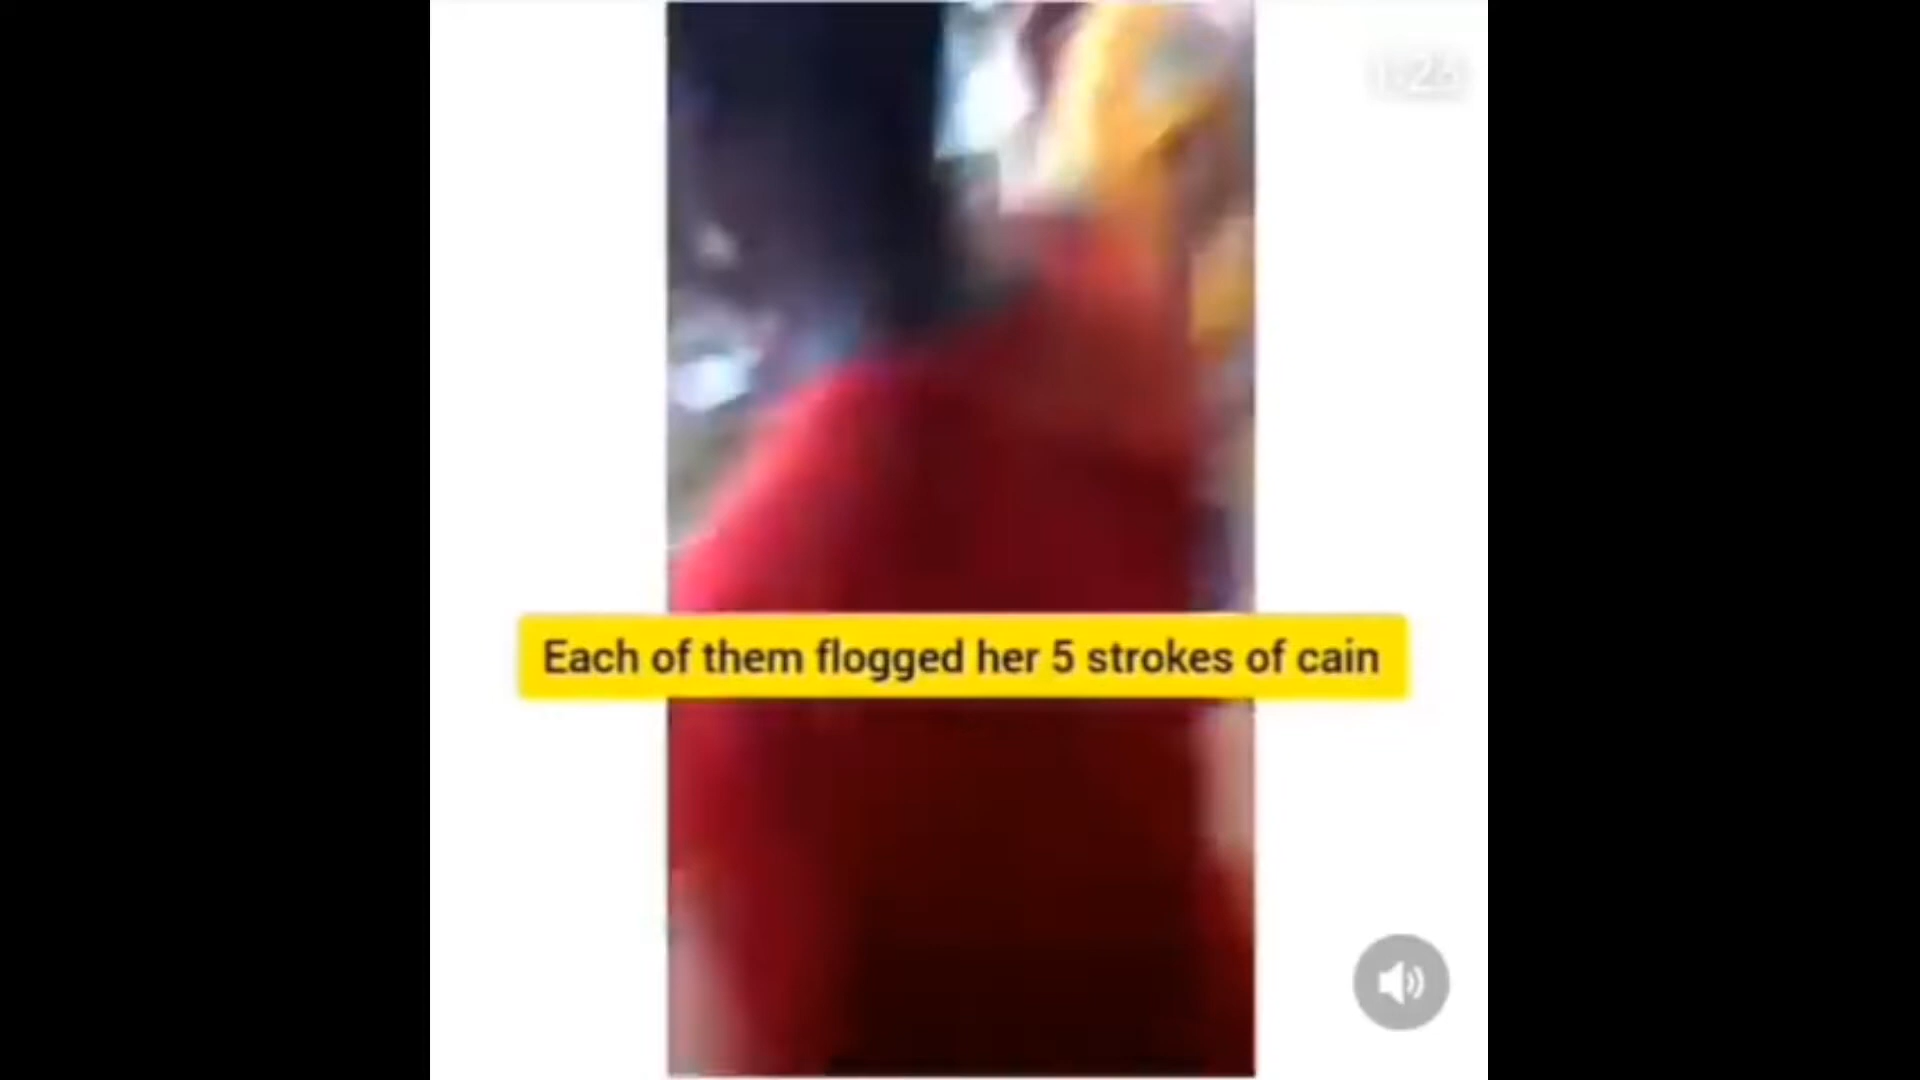 Each of them flogged her 5 strokes of cain